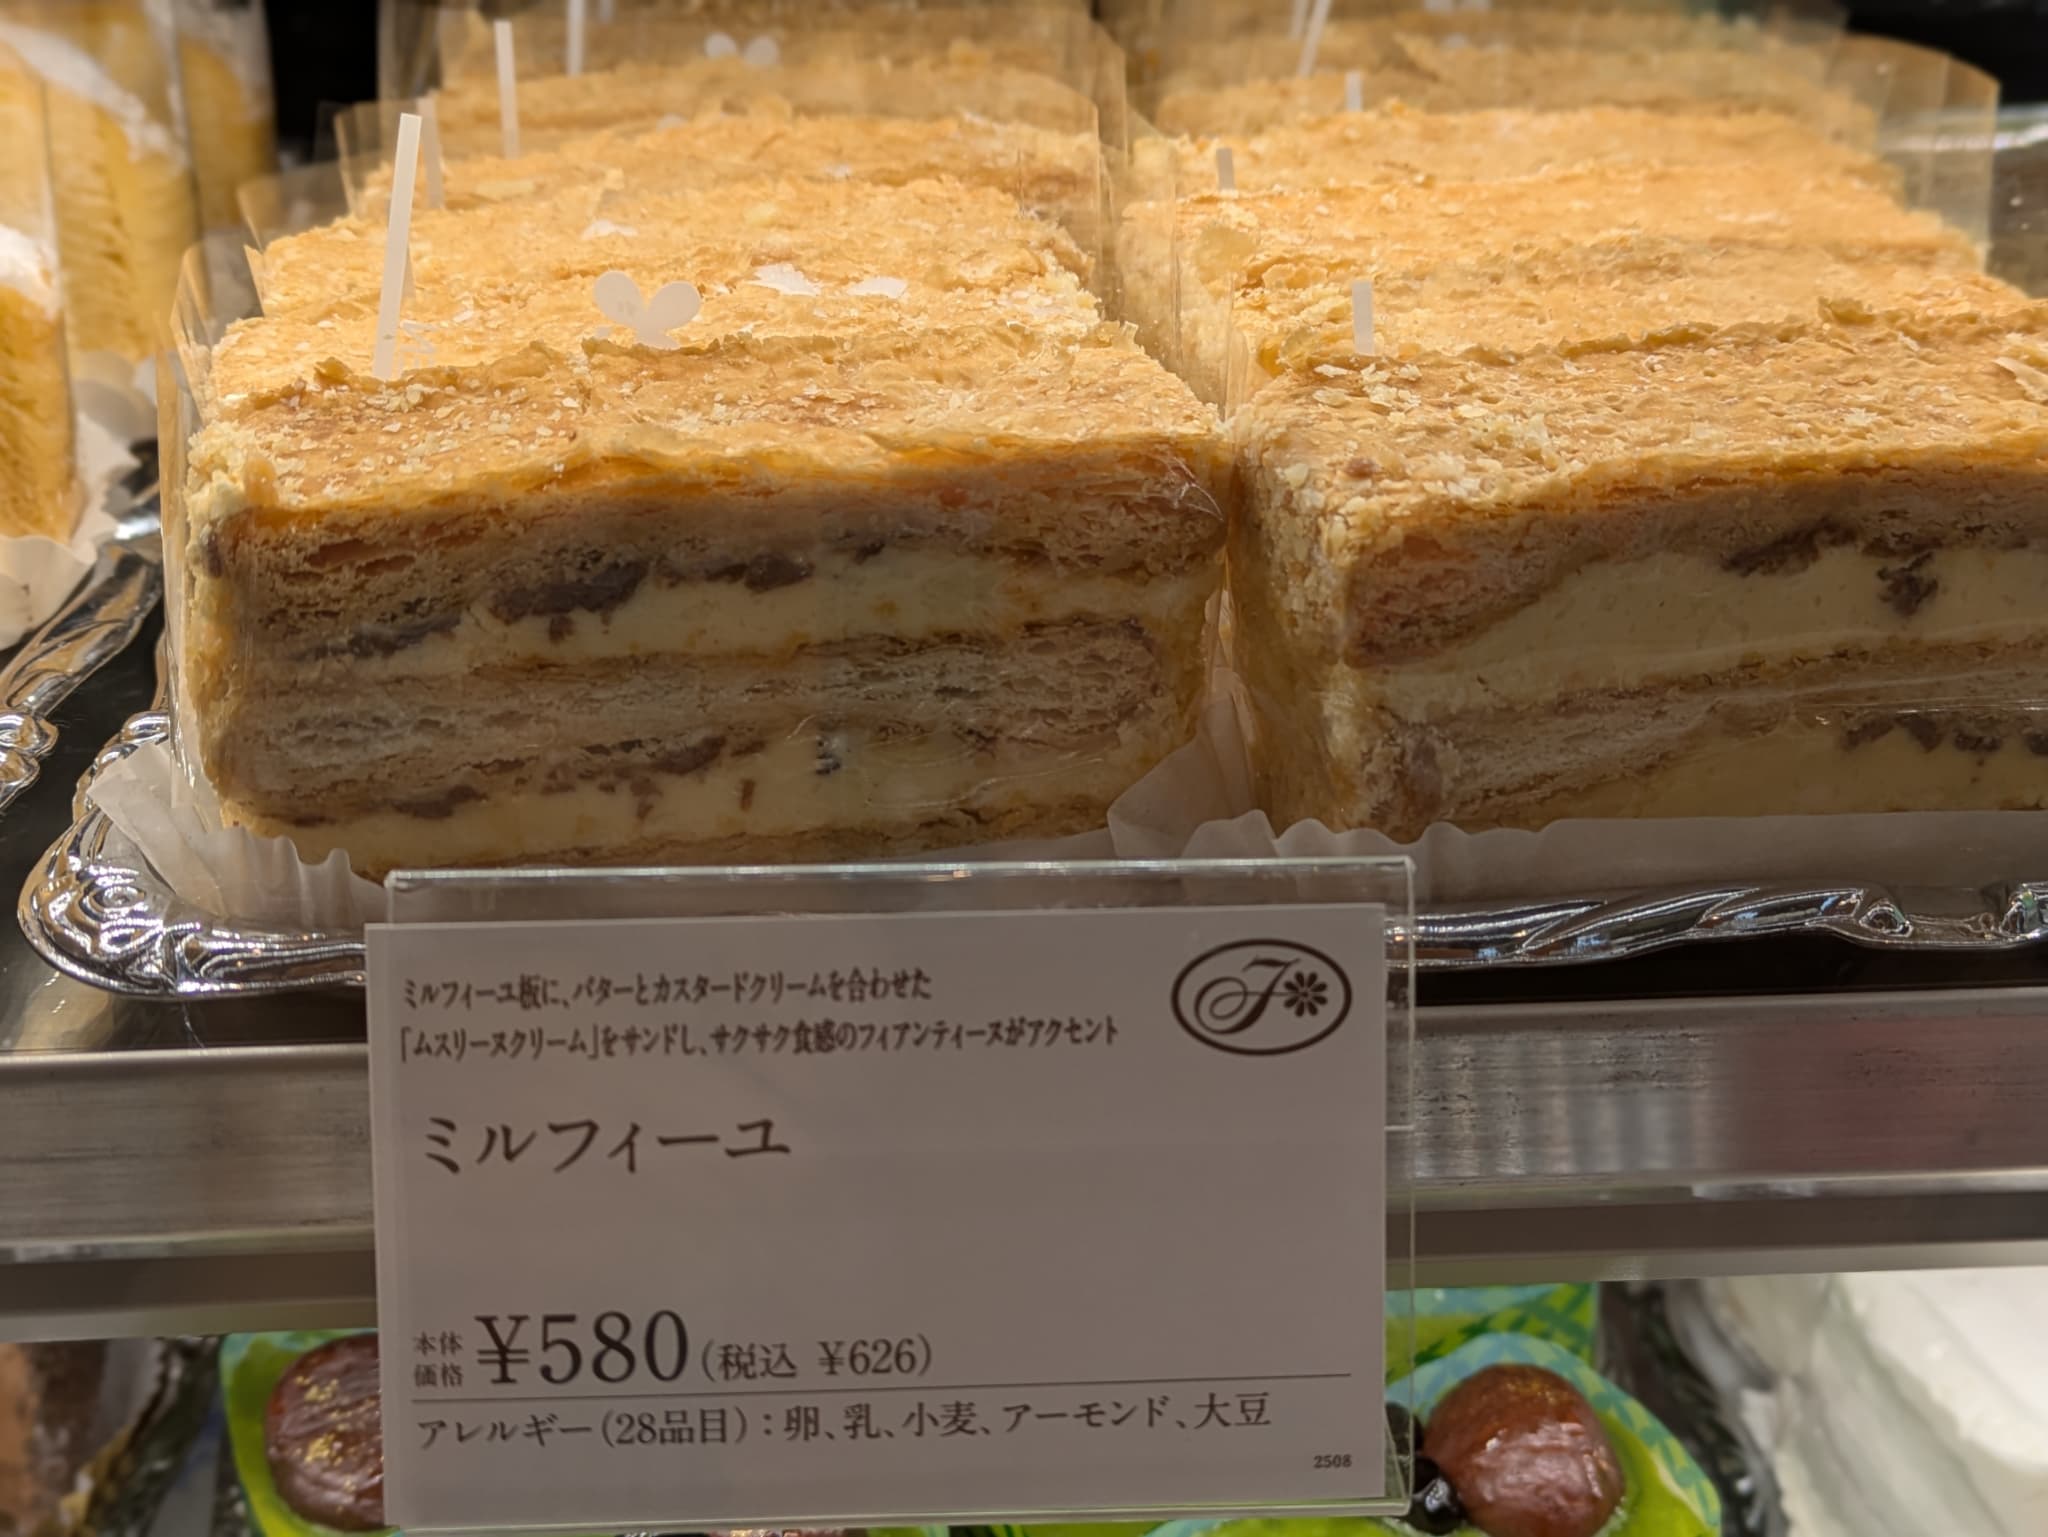 ミルフィーユ板に、バターとカスタードクリームを合わせた
「ムスリーヌクリーム」をサンドし、サクサク食感のフィアンティーヌがアクセント
ミルフィーユ
本体価格 ¥580(税込 ¥626)
アレルギー(28品目):卵、乳、小麦、アーモンド、大豆
2508